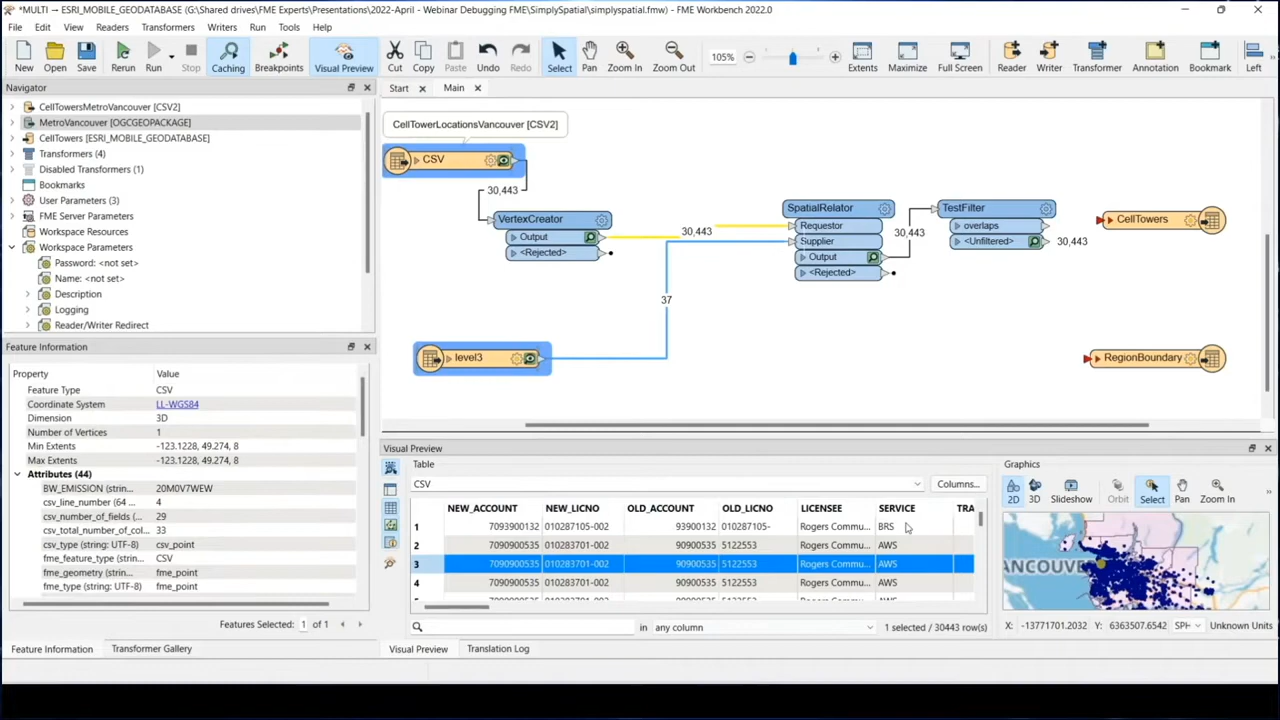 MULTI → ESRI_MOBILE_GEODATABASE (G:\Shared drives\FME Experts\Presentations\2022-April - Webinar Debugging FME\SimplySpatial\simplyspatial.fmw) - FME Workbench 2022.0
File Edit View Readers Transformers Writers Run Tools Help
New Open Save Rerun Run Stop Caching Breakpoints Visual Preview Cut Copy Paste Undo Redo Select Pan Zoom In 105% Zoom Out Extents Maximize Full Screen Reader Writer Transformer Annotation Bookmark Left
Navigator
Start Main
CellTowersMetroVancouver [CSV2]
MetroVancouver [OGCGEOPACKAGE]
CellTowers [ESRI_MOBILE_GEODATABASE]
Transformers (4)
Disabled Transformers (1)
Bookmarks
User Parameters (3)
FME Server Parameters
Workspace Resources
Workspace Parameters
Password: <not set>
Name: <not set>
Description
Logging
Reader/Writer Redirect
CellTowerLocationsVancouver [CSV2]
CSV
30,443
VertexCreator
Output
<Rejected>
30,443
37
level3
SpatialRelator
Requestor
Supplier
Output
<Rejected>
30,443
TestFilter
overlaps
<Unfiltered>
30,443
CellTowers
RegionBoundary
Feature Information
Property Value
Feature Type CSV
Coordinate System LL-WGS84
Dimension 3D
Number of Vertices 1
Min Extents -123.1228, 49.274, 8
Max Extents -123.1228, 49.274, 8
Attributes (44)
BW_EMISSION (strin... 20M0V7WEW
csv_line_number (64 ... 4
csv_number_of_fields (... 29
csv_total_number_of_col... 33
csv_type (string: UTF-8) csv_point
fme_feature_type (strin... CSV
fme_geometry (string: ... fme_point
fme_type (string: UTF-8) fme_point
Features Selected: 1 of 1
Feature Information Transformer Gallery
Visual Preview
Table
CSV Columns...
NEW_ACCOUNT NEW_LICNO OLD_ACCOUNT OLD_LICNO LICENSEE SERVICE TRA
1 7093900132 010287105-002 93900132 010287105- Rogers Commu... BRS
2 7090900535 010283701-002 90900535 5122553 Rogers Commu... AWS
3 7090900535 010283701-002 90900535 5122553 Rogers Commu... AWS
4 7090900535 010283701-002 90900535 5122553 Rogers Commu... AWS
in any column 1 selected / 30443 row(s)
Visual Preview Translation Log
Graphics
2D 3D Slideshow Orbit Select Pan Zoom In
ANCOUVE
X: -13771701.2032 Y: 6363507.6542 SPH Unknown Units